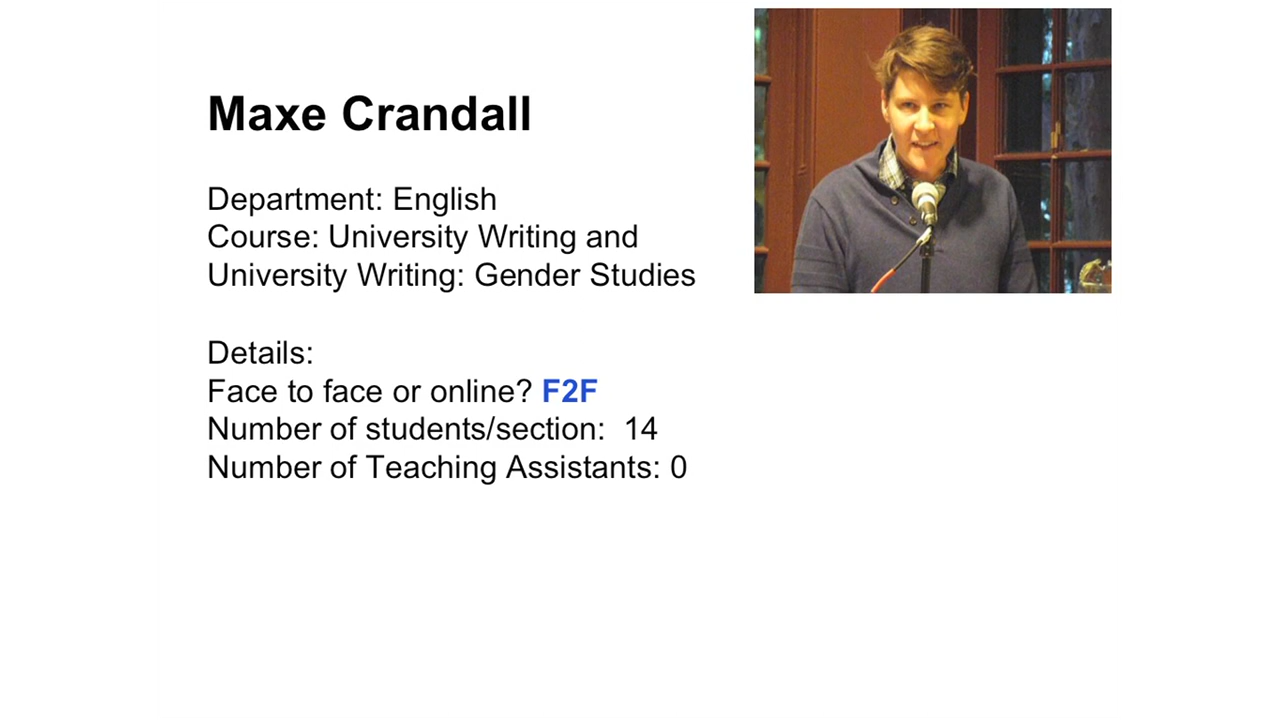 Maxe Crandall
Department: English
Course: University Writing and
University Writing: Gender Studies
Details:
Face to face or online? F2F
Number of students/section:  14
Number of Teaching Assistants: 0